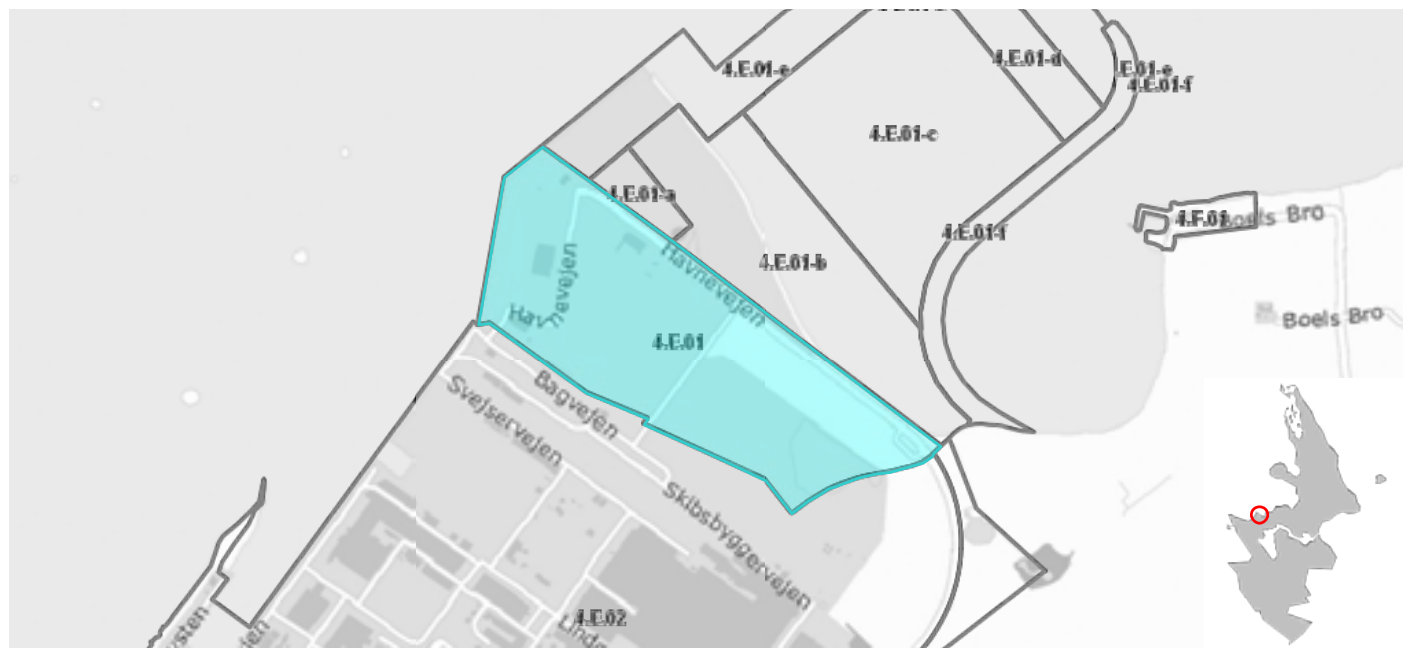 4.E.01-e
4.E.01-d
E.01-e
4.E.01-f
4.E.01-c
4.E.01-a
4.F.01
Boels Bro
4.E.01-f
4.E.01-b
Havnevejen
Havnevejen
Boels Bro
4.E.01
Bagvejen
Svejservejen
Skibsbyggervejen
4.E.02